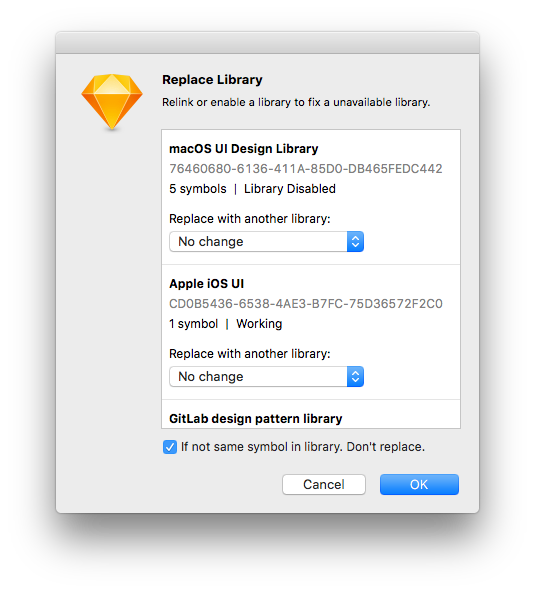 Replace Library
Relink or enable a library to fix a unavailable library.
macOS UI Design Library
76460680-6136-411A-85D0-DB465FEDC442
5 symbols | Library Disabled
Replace with another library:
No change
Apple iOS UI
CD0B5436-6538-4AE3-B7FC-75D36572F2C0
1 symbol | Working
Replace with another library:
No change
GitLab design pattern library
If not same symbol in library. Don't replace.
Cancel OK